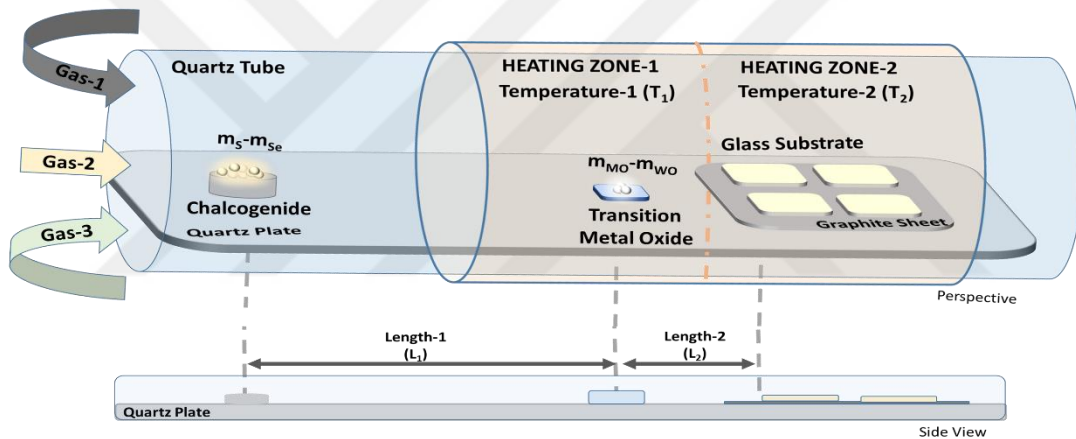 Gas-1
Quartz Tube
HEATING ZONE-1
Temperature-1 (T₁)
HEATING ZONE-2
Temperature-2 (T₂)
Gas-2
mS-mSe
Chalcogenide
Quartz Plate
mMO-mWO
Transition
Metal Oxide
Glass Substrate
Graphite Sheet
Gas-3
Perspective
Length-1
(L₁)
Length-2
(L₂)
Quartz Plate
Side View